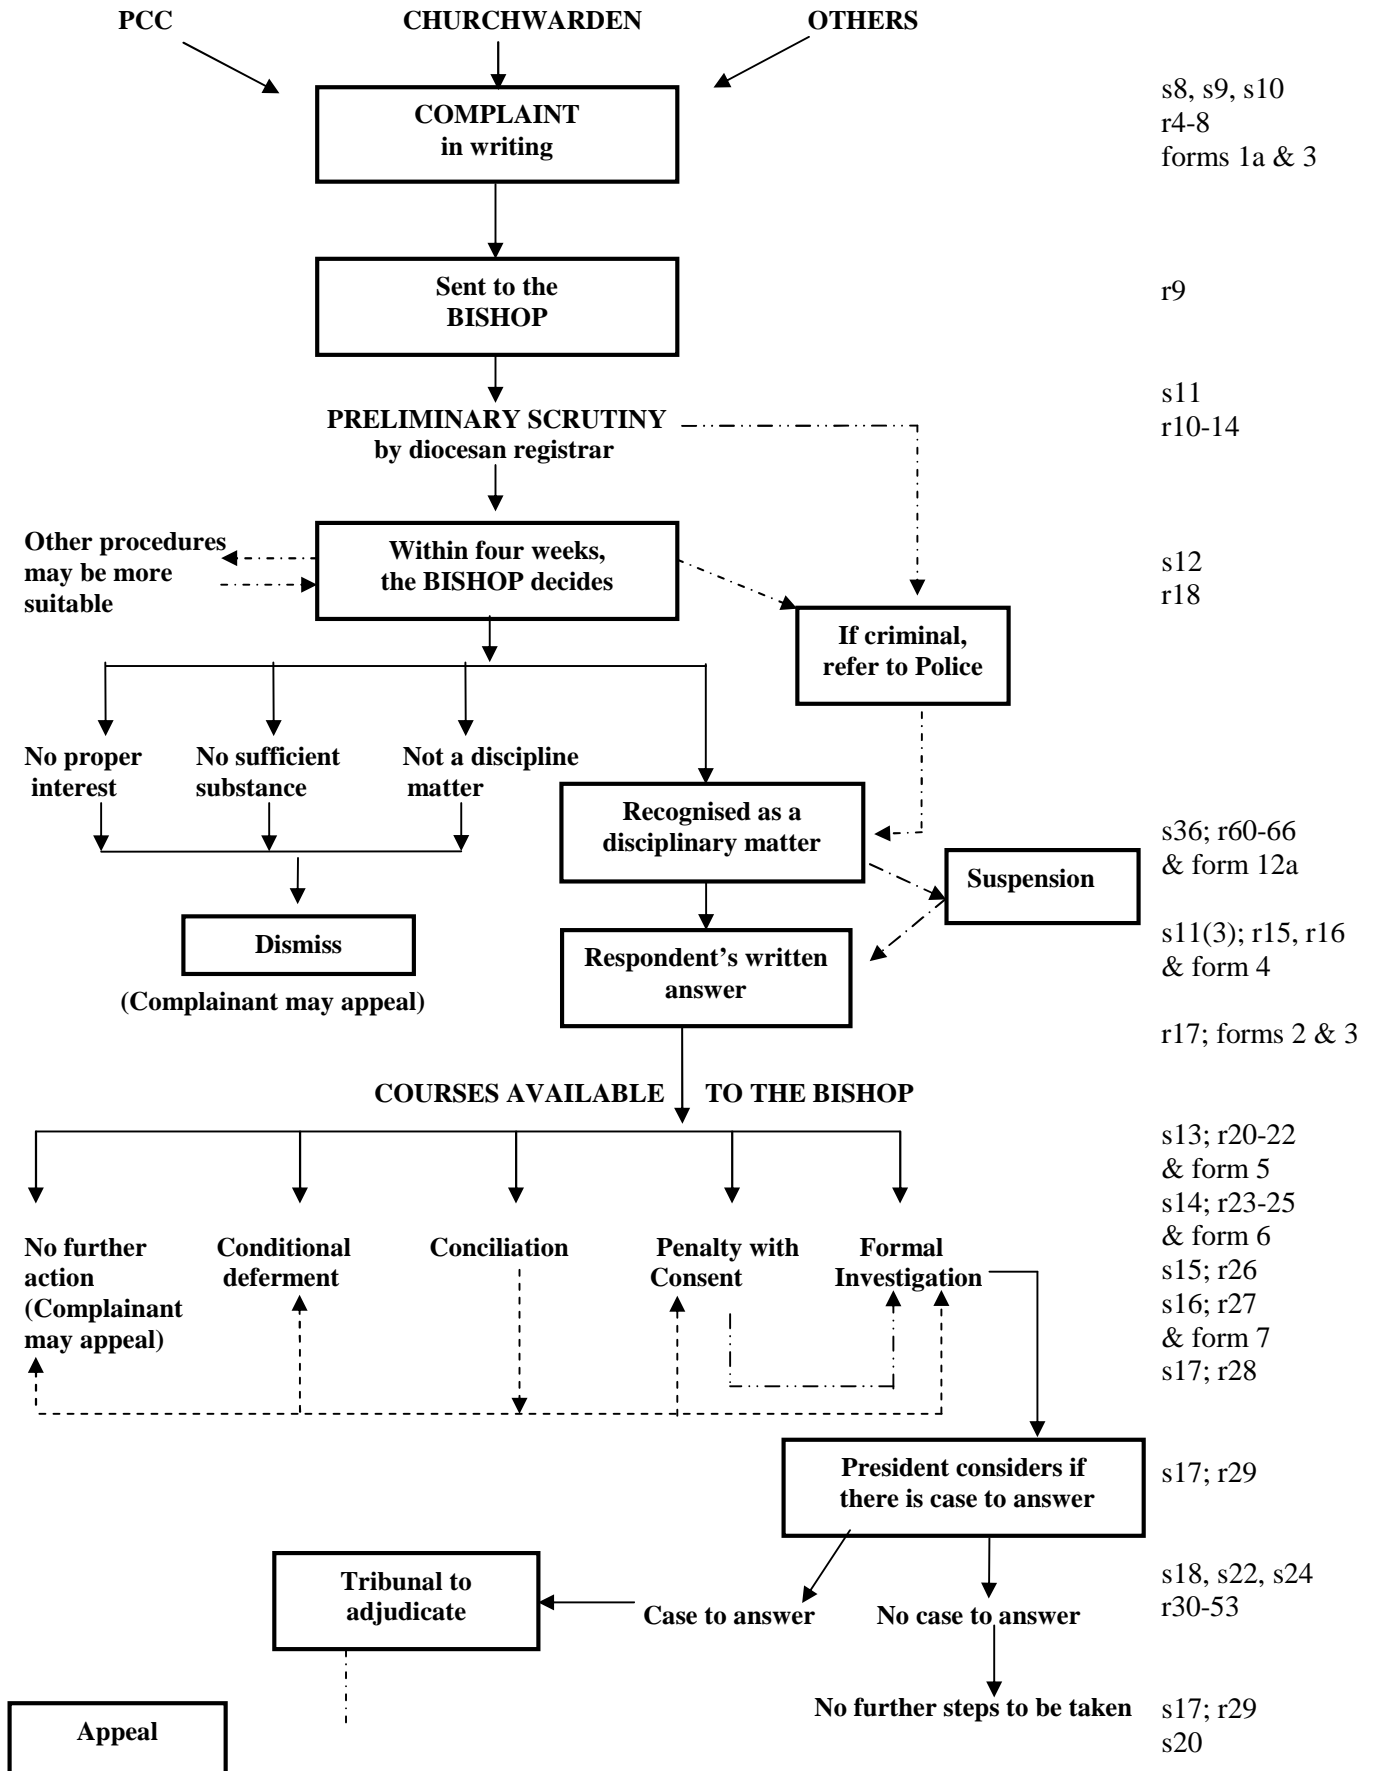 PCC CHURCHWARDEN OTHERS
COMPLAINT
in writing
s8, s9, s10
r4-8
forms 1a & 3
Sent to the
BISHOP
r9
PRELIMINARY SCRUTINY
by diocesan registrar
s11
r10-14
Other procedures
may be more
suitable
Within four weeks,
the BISHOP decides
s12
r18
If criminal,
refer to Police
No proper
interest
No sufficient
substance
Not a discipline
matter
Recognised as a
disciplinary matter
s36; r60-66
& form 12a
Suspension
Dismiss
(Complainant may appeal)
Respondent's written
answer
s11(3); r15, r16
& form 4
r17; forms 2 & 3
COURSES AVAILABLE TO THE BISHOP
No further
action
(Complainant
may appeal)
Conditional
deferment
Conciliation
Penalty with
Consent
Formal
Investigation
s13; r20-22
& form 5
s14; r23-25
& form 6
s15; r26
s16; r27
& form 7
s17; r28
President considers if
there is case to answer
s17; r29
Tribunal to
adjudicate
Case to answer
No case to answer
s18, s22, s24
r30-53
No further steps to be taken
s17; r29
s20
Appeal